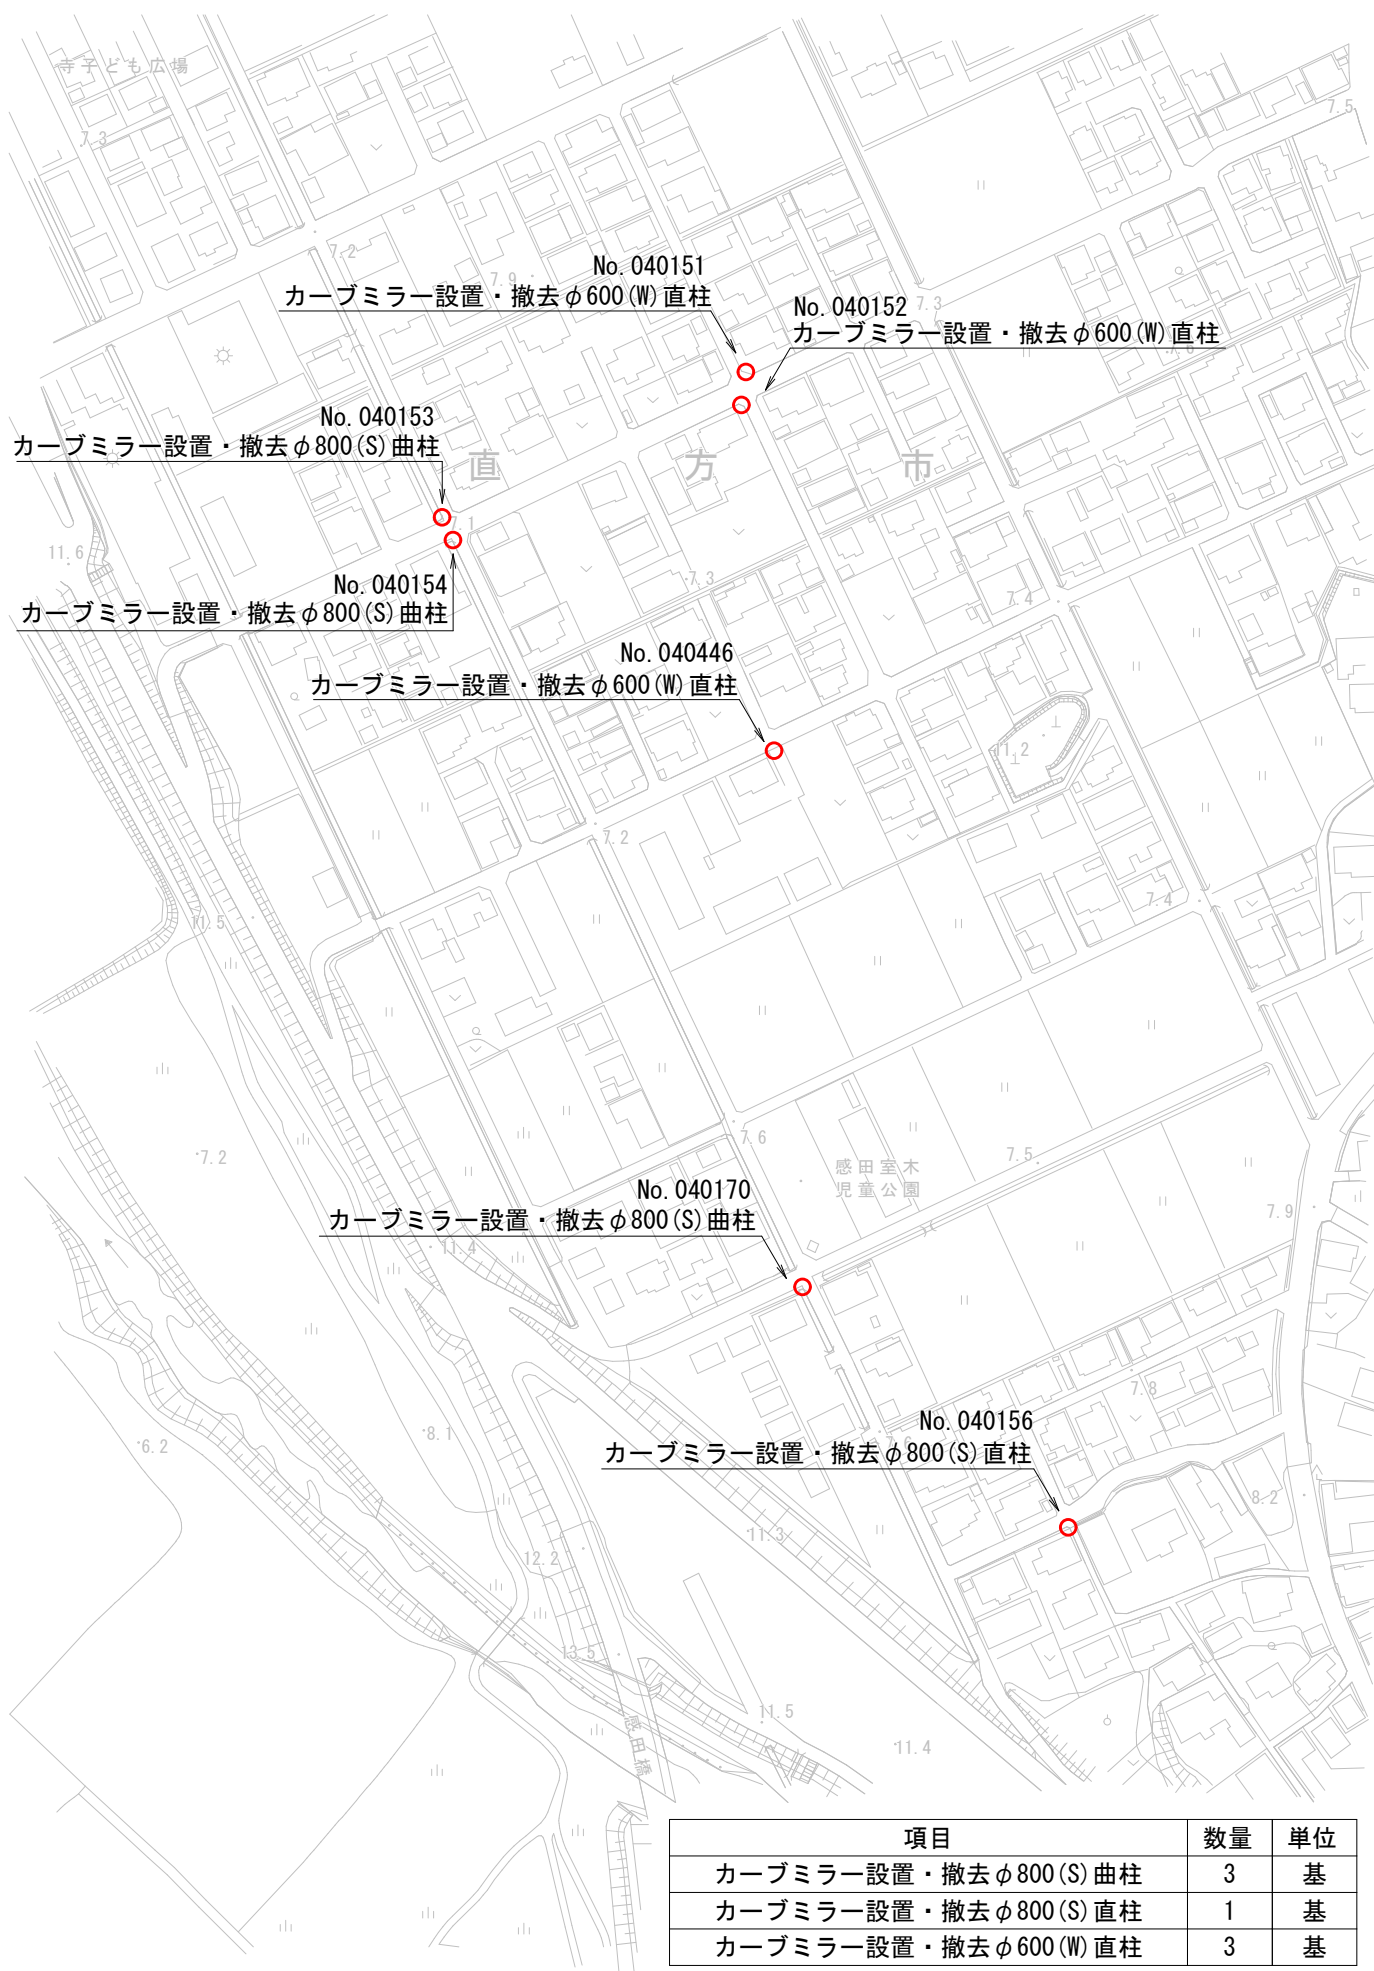 寺子ども広場
7.5
7.3
7.2
No.040151
7.9
カーブミラー設置・撤去φ600(W)直柱
No.040152
7.3
カーブミラー設置・撤去φ600(W)直柱
7.6
No.040153
カーブミラー設置・撤去φ800(S)曲柱
直方市
7.1
11.6
No.040154
7.3
カーブミラー設置・撤去φ800(S)曲柱
7.4
No.040446
カーブミラー設置・撤去φ600(W)直柱
11.2
7.2
7.4
11.5
7.6
7.2
感田室木
児童公園
7.5
No.040170
カーブミラー設置・撤去φ800(S)曲柱
7.9
11.4
7.8
No.040156
8.1
7.6
6.2
カーブミラー設置・撤去φ800(S)直柱
8.2
11.3
12.2
13.5
11.5
感田橋
11.4
項目 数量 単位
カーブミラー設置・撤去φ800(S)曲柱 3 基
カーブミラー設置・撤去φ800(S)直柱 1 基
カーブミラー設置・撤去φ600(W)直柱 3 基